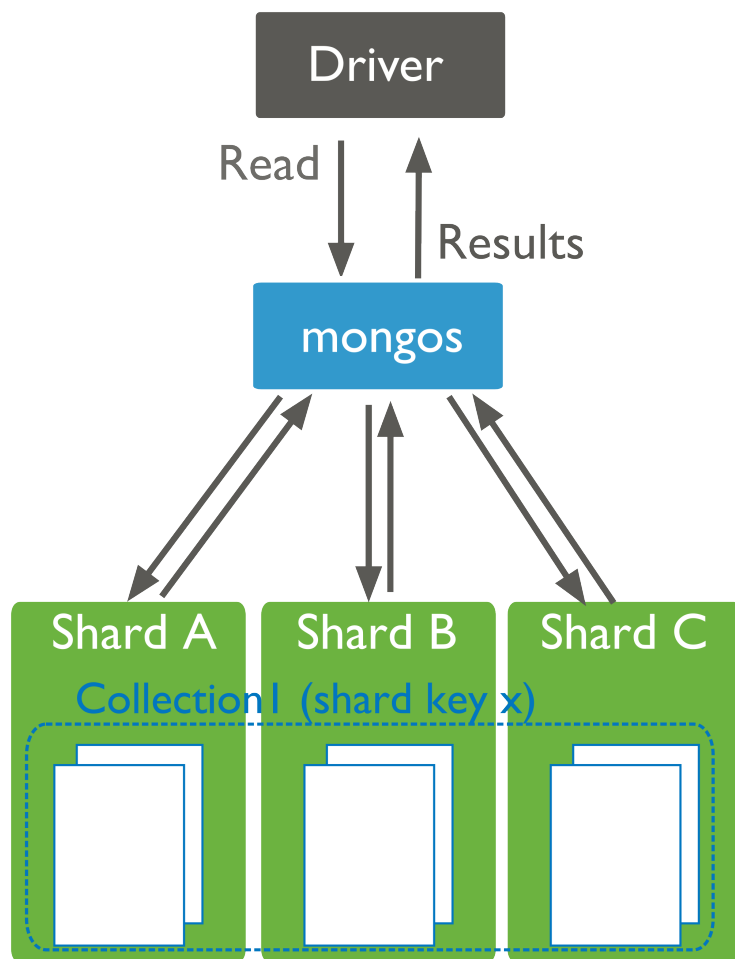 Driver
Read
Results
mongos
Shard A
Shard B
Shard C
Collection1 (shard key x)